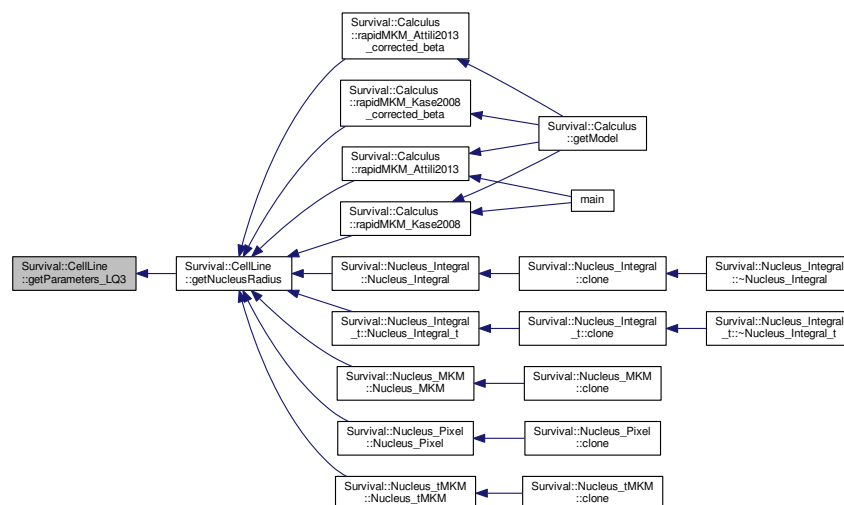 Survival::Calculus
::rapidMKM_Attili2013
_corrected_beta
Survival::Calculus
::rapidMKM_Kase2008
_corrected_beta
Survival::Calculus
::getModel
Survival::Calculus
::rapidMKM_Attili2013
main
Survival::Calculus
::rapidMKM_Kase2008
Survival::CellLine
::getParameters_LQ3
Survival::CellLine
::getNucleusRadius
Survival::Nucleus_Integral
::Nucleus_Integral
Survival::Nucleus_Integral
::clone
Survival::Nucleus_Integral
::~Nucleus_Integral
Survival::Nucleus_Integral
_t::Nucleus_Integral_t
Survival::Nucleus_Integral
_t::clone
Survival::Nucleus_Integral
_t::~Nucleus_Integral_t
Survival::Nucleus_MKM
::Nucleus_MKM
Survival::Nucleus_MKM
::clone
Survival::Nucleus_Pixel
::Nucleus_Pixel
Survival::Nucleus_Pixel
::clone
Survival::Nucleus_tMKM
::Nucleus_tMKM
Survival::Nucleus_tMKM
::clone